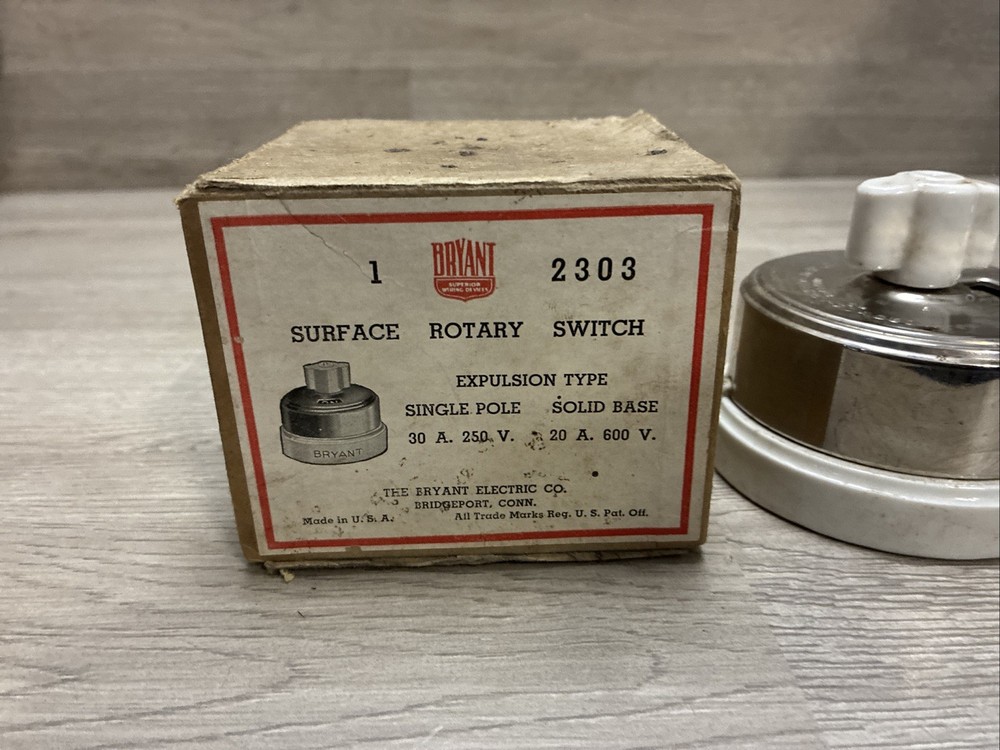 1 BRYANT 2303
SUPERIOR
WIRING DEVICES
SURFACE ROTARY SWITCH
EXPULSION TYPE
ON
SINGLE POLE SOLID BASE
30 A. 250 V. 20 A. 600 V.
BRYANT
THE BRYANT ELECTRIC CO.
BRIDGEPORT, CONN.
Made in U. S. A. All Trade Marks Reg. U. S. Pat. Off.